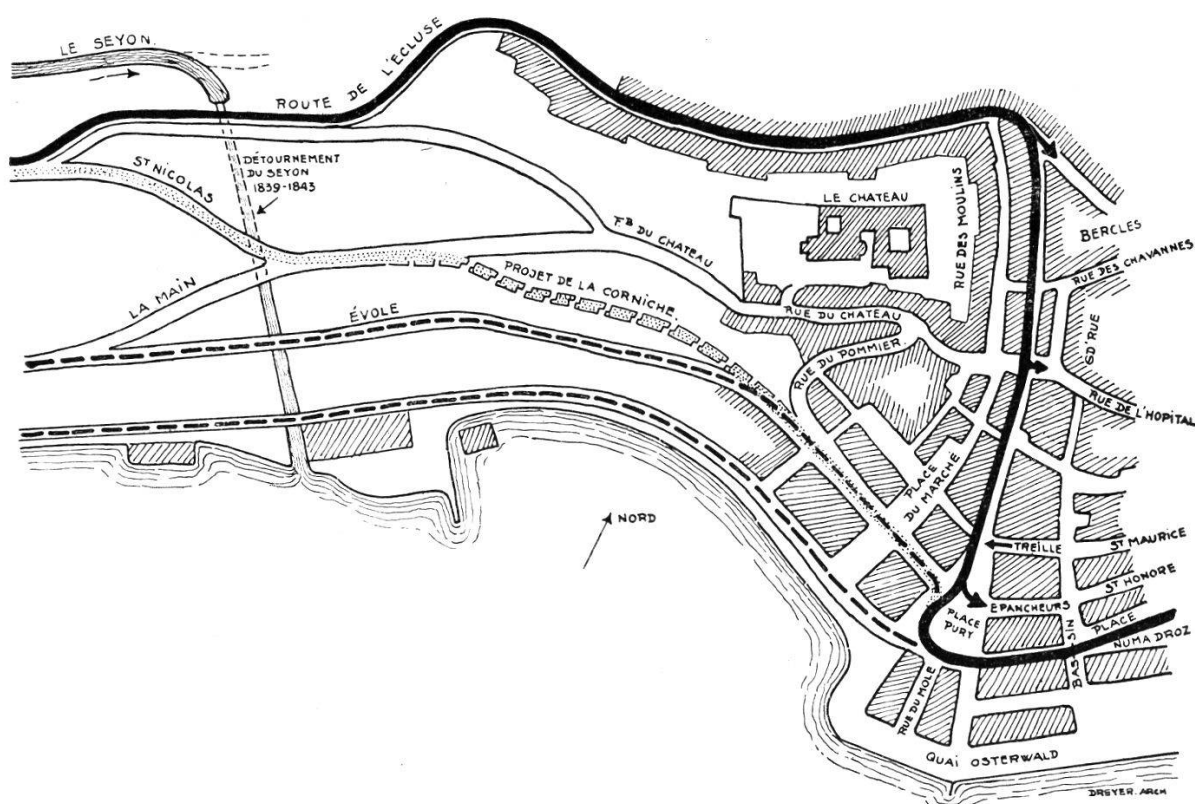 LE SEYON.
ROUTE DE L'ÉCLUSE
ST NICOLAS
DÉTOURNEMENT
DU SEYON
1839-1843
LE CHATEAU
RUE DES MOULINS
BERCLES
RUE DES CHAVANNES
FB DU CHATEAU
PROJET DE LA CORNICHE.
LA MAIN
ÉVOLE
RUE DU CHATEAU
RUE DU POMMIER.
GD'RUE
RUE DE L'HOPITAL
PLACE
DU MARCHÉ
NORD
TREILLE
ST MAURICE
ST HONORE
EPANCHEURS
PLACE
PURY
BASSIN
PLACE
NUMA DROZ
RUE DU MOLE
QUAI OSTERWALD
DREYER. ARCH